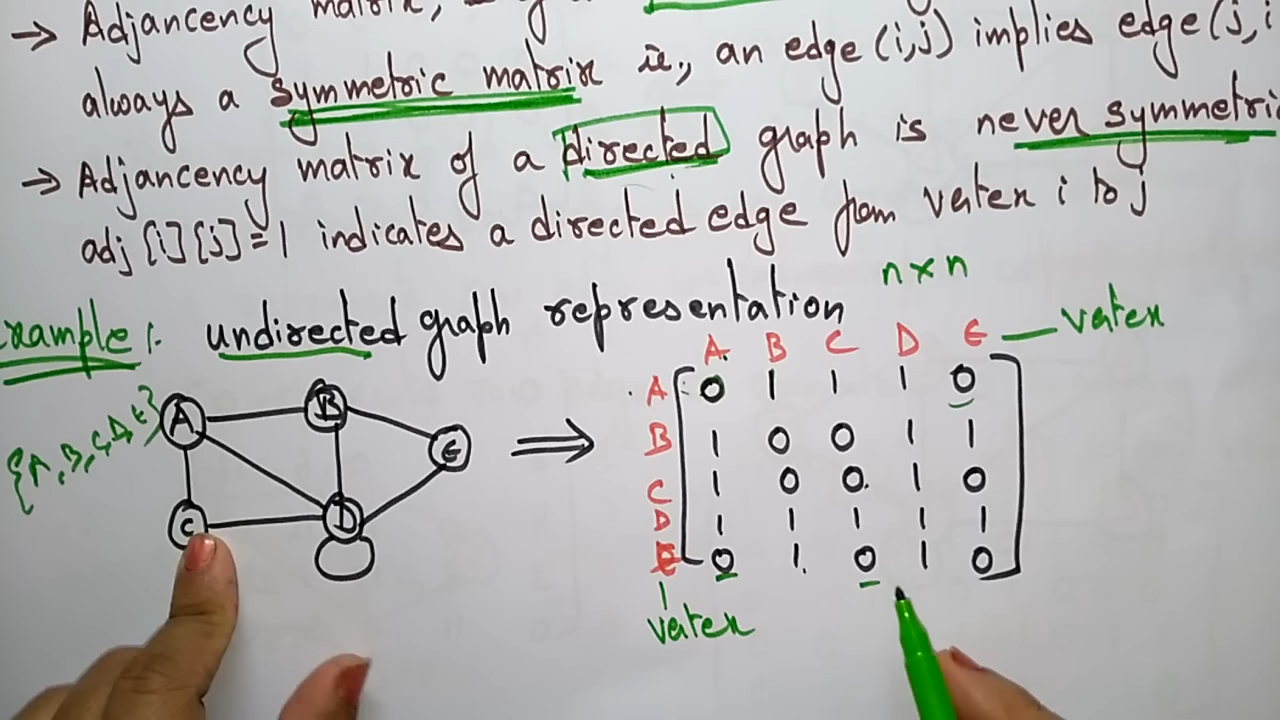 → Adjancency matrix,
always a symmetric matrix ie., an edge (i,j) implies edge (j,i
→ Adjancency matrix of a directed graph is never symmetri
adj [i][j]=1 indicates a directed edge from vertex i to j
n x n
xample:- undirected graph representation
A B C D E — vertex
{A, B, C, D, E}
A B E C D
⇒
A 0 1 1 1 0
B 1 0 0 1 1
C 1 0 0 1 0
D 1 1 1 1 1
E 0 1 0 1 0
vertex